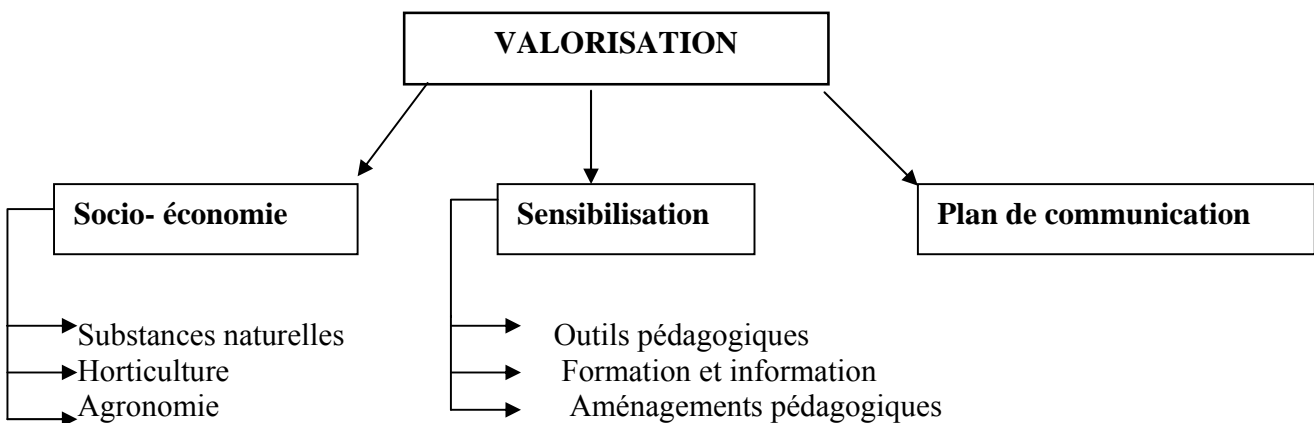 VALORISATION
Socio- économie
Sensibilisation
Plan de communication
Substances naturelles
Horticulture
Agronomie
Outils pédagogiques
Formation et information
Aménagements pédagogiques